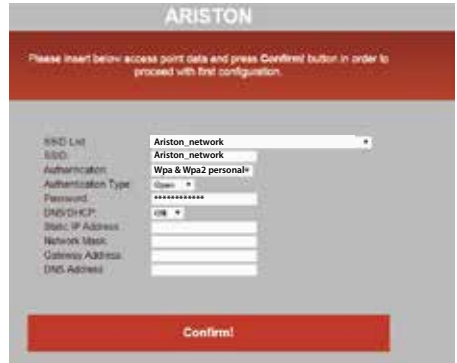 ARISTON
Please insert below access point data and press Confirm! button in order to
proceed with first configuration.
SSID List Ariston_network
SSID: Ariston_network
Authentication: Wpa & Wpa2 personal
Authentication Type: Open
Password: ************
DNS/DHCP:
Static IP Address:
Network Mask:
Gateway Address:
DNS Address:
Confirm!